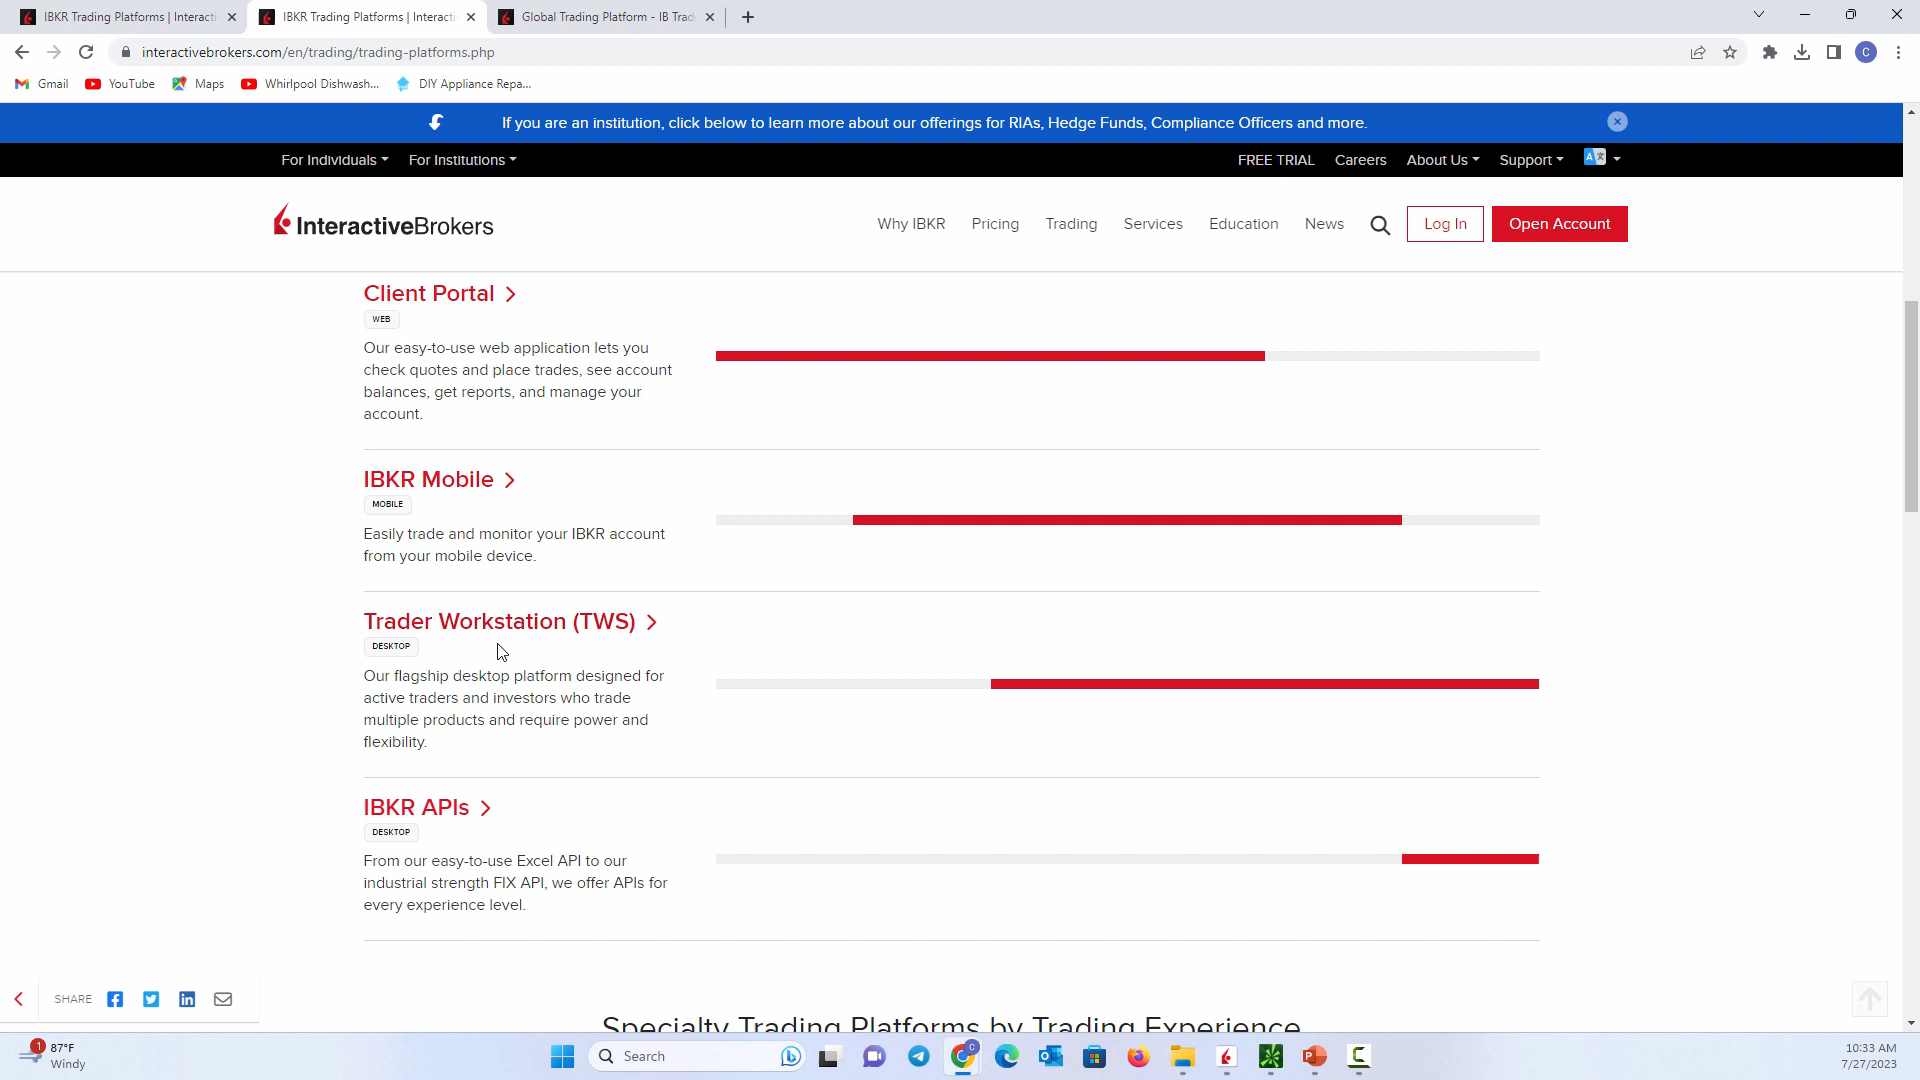 IBKR Trading Platforms | Interacti
IBKR Trading Platforms | Interacti
Global Trading Platform - IB Trad
interactivebrokers.com/en/trading/trading-platforms.php
C
Gmail
YouTube
Maps
Whirlpool Dishwash...
DIY Appliance Repa...
If you are an institution, click below to learn more about our offerings for RIAs, Hedge Funds, Compliance Officers and more.
For Individuals
For Institutions
FREE TRIAL
Careers
About Us
Support
InteractiveBrokers
Why IBKR
Pricing
Trading
Services
Education
News
Log In
Open Account
Client Portal
WEB
Our easy-to-use web application lets you
check quotes and place trades, see account
balances, get reports, and manage your
account.
IBKR Mobile
MOBILE
Easily trade and monitor your IBKR account
from your mobile device.
Trader Workstation (TWS)
DESKTOP
Our flagship desktop platform designed for
active traders and investors who trade
multiple products and require power and
flexibility.
IBKR APIs
DESKTOP
From our easy-to-use Excel API to our
industrial strength FIX API, we offer APIs for
every experience level.
SHARE
Specialty Trading Platforms by Trading Experience
1
87°F
Windy
Search
10:33 AM
7/27/2023